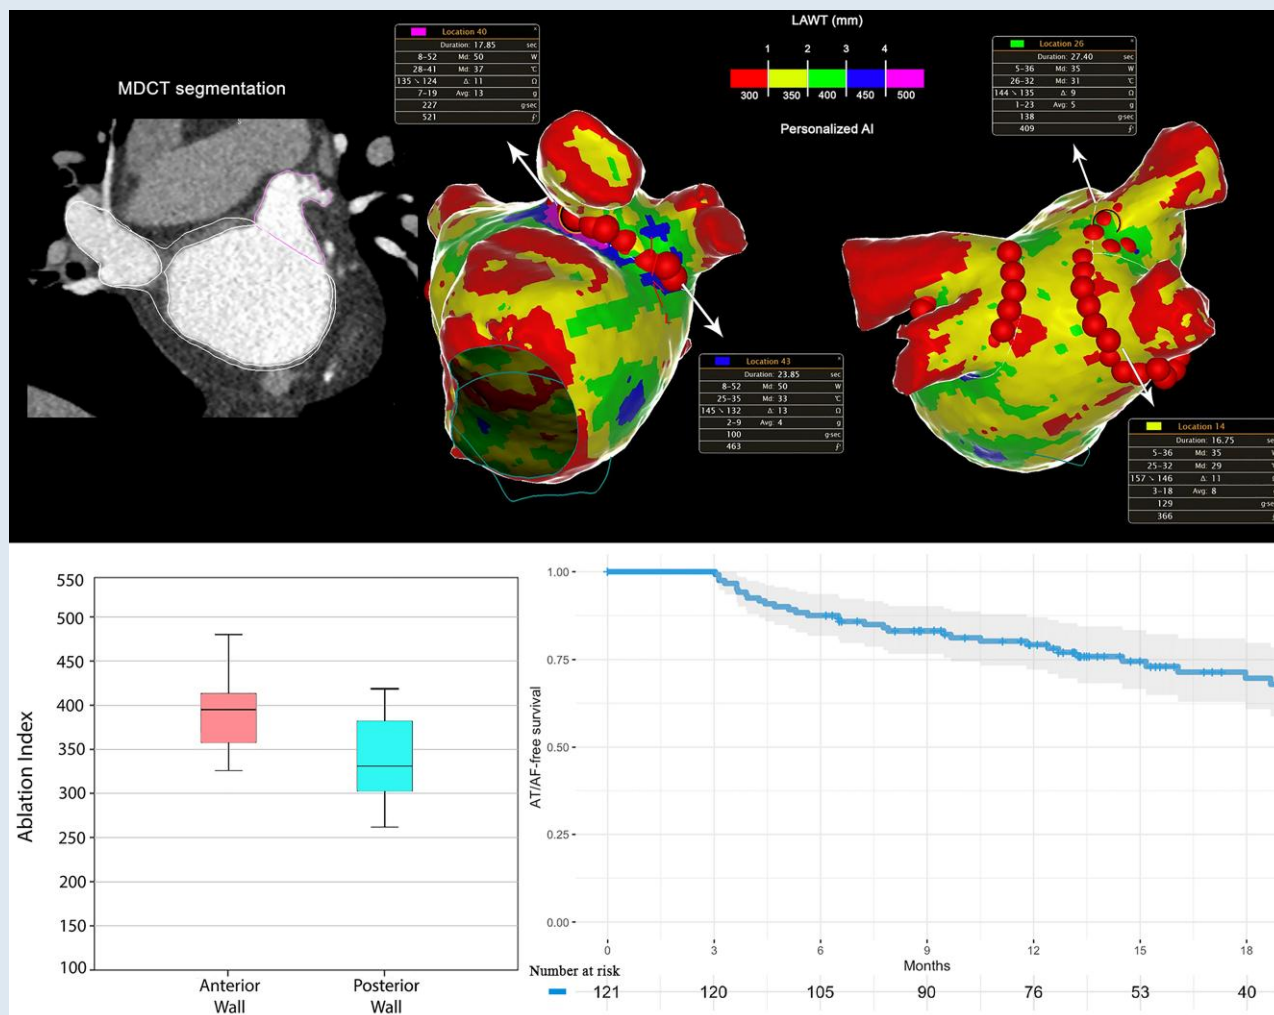 MDCT segmentation
Location 40
Duration: 17.85 sec
8-52 Md: 50 W
28-41 Md: 37 °C
135 ↘ 124 Δ: 11 Ω
7-19 Avg: 13 g
227 g·sec
521
LAWT (mm)
1 2 3 4
300 350 400 450 500
Personalized AI
Location 26
Duration: 27.40 sec
5-36 Md: 35 W
26-32 Md: 31 °C
144 ↘ 135 Δ: 9 Ω
1-23 Avg: 5 g
138 g·sec
409
Location 43
Duration: 23.85 sec
8-52 Md: 50 W
25-35 Md: 33 °C
145 ↘ 132 Δ: 13 Ω
2-9 Avg: 4 g
100 g·sec
463
Location 14
Duration: 16.75
5-36 Md: 35
25-32 Md: 29
157 ↘ 146 Δ: 11
3-18 Avg: 8
129
366
Ablation Index
550
500
450
400
350
300
250
200
150
100
Anterior Wall
Posterior Wall
AT/AF-free survival
1.00
0.75
0.50
0.25
0.00
0 3 6 9 12 15 18
Months
Number at risk
121 120 105 90 76 53 40